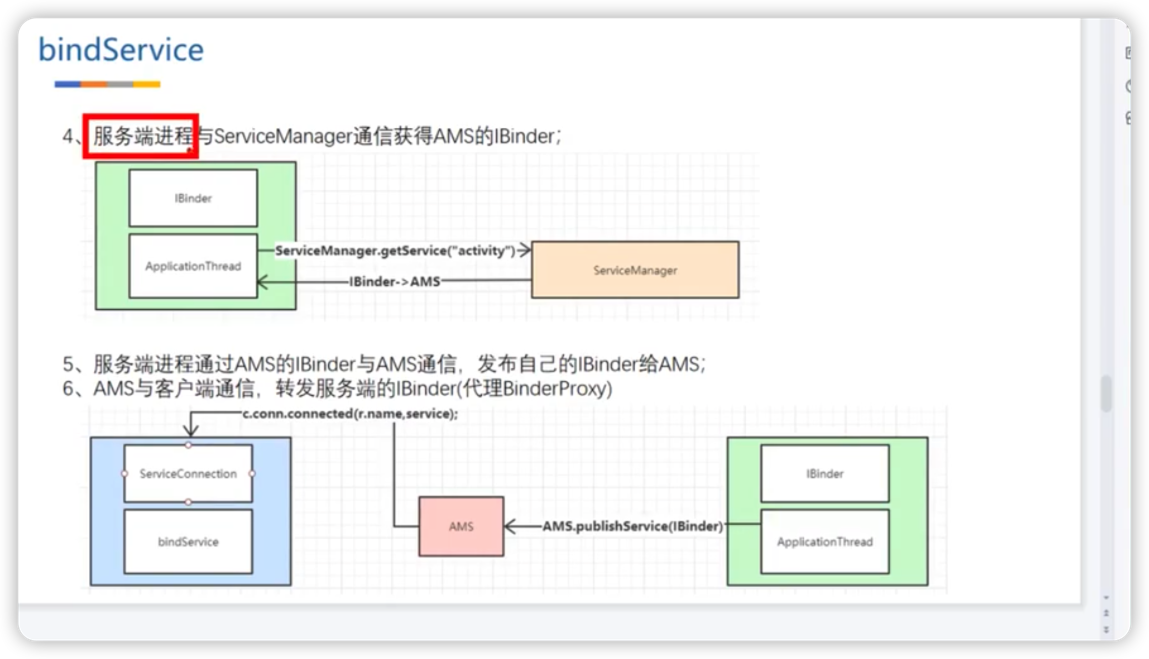 bindService
4、服务端进程与ServiceManager通信获得AMS的IBinder;
IBinder
ServiceManager.getService("activity")
ApplicationThread
ServiceManager
IBinder->AMS
5、服务端进程通过AMS的IBinder与AMS通信，发布自己的IBinder给AMS;
6、AMS与客户端通信，转发服务端的IBinder(代理BinderProxy)
c.conn.connected(r.name,service);
ServiceConnection
IBinder
AMS
AMS.publishService(IBinder)
bindService
ApplicationThread